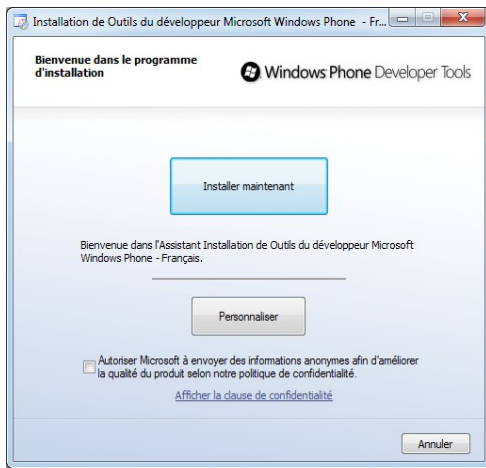 Installation de Outils du développeur Microsoft Windows Phone - Fr...
Bienvenue dans le programme
d'installation
Windows Phone Developer Tools
Installer maintenant
Bienvenue dans l'Assistant Installation de Outils du développeur Microsoft
Windows Phone - Français.
Personnaliser
Autoriser Microsoft à envoyer des informations anonymes afin d'améliorer
la qualité du produit selon notre politique de confidentialité.
Afficher la clause de confidentialité
Annuler